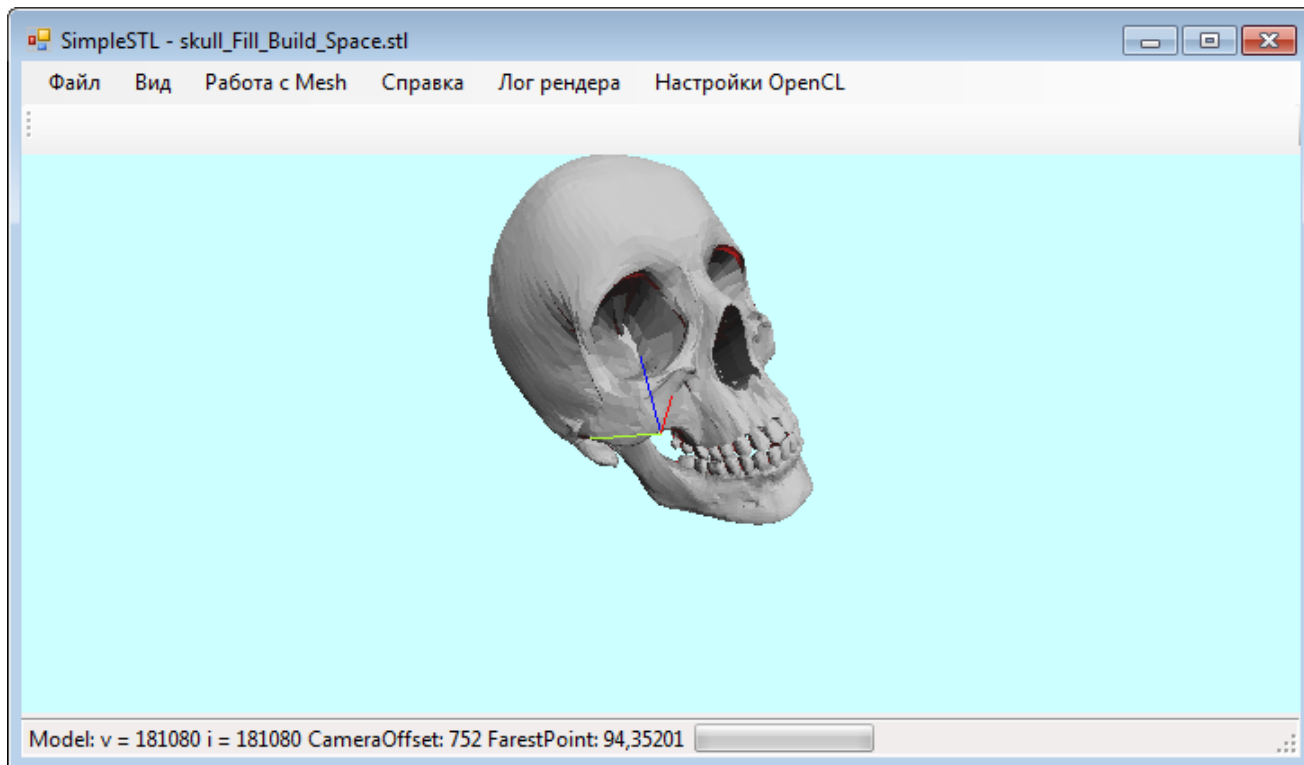 SimpleSTL - skull_Fill_Build_Space.stl
Файл Вид Работа с Mesh Справка Лог рендера Настройки OpenCL
Model: v = 181080 i = 181080 CameraOffset: 752 FarestPoint: 94,35201